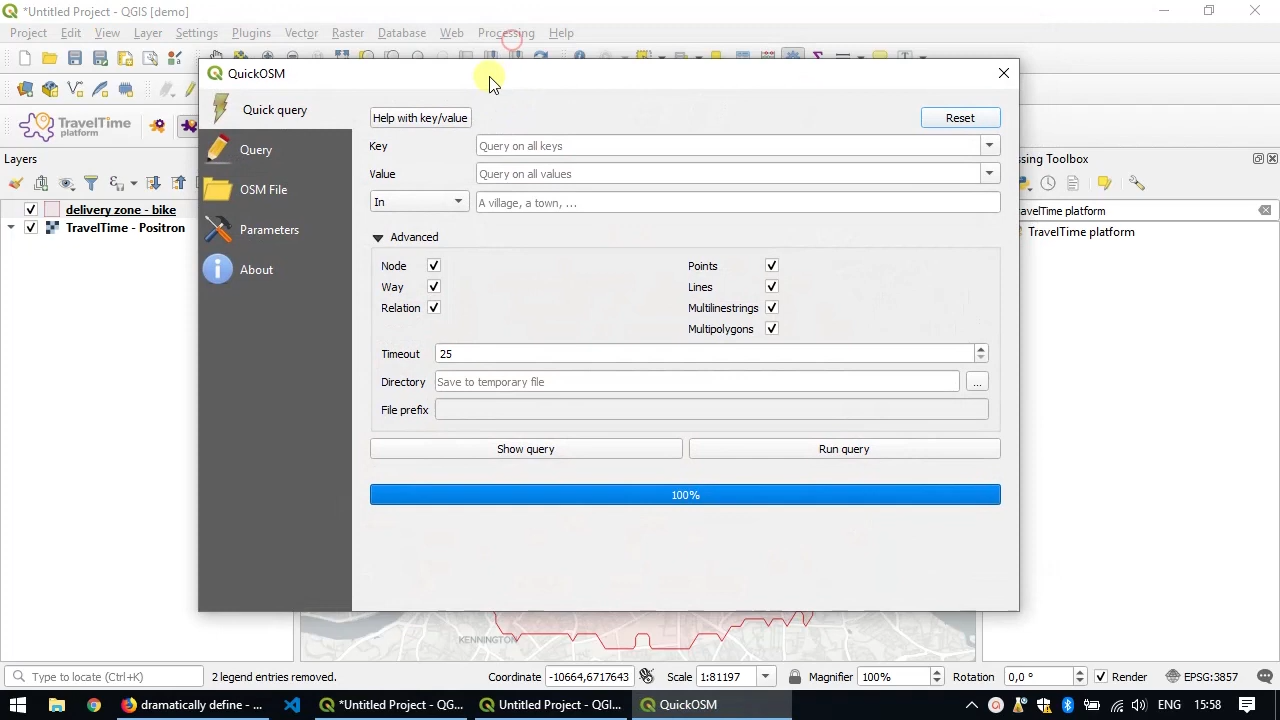 *Untitled Project - QGIS [demo]
Project Edit View Layer Settings Plugins Vector Raster Database Web Processing Help
QuickOSM
TravelTime
platform
Quick query
Query
OSM File
Parameters
About
Help with key/value
Reset
Key
Query on all keys
Value
Query on all values
In
A village, a town, ...
Advanced
Node
Points
Way
Lines
Relation
Multilinestrings
Multipolygons
Timeout
25
Directory
Save to temporary file
...
File prefix
Show query
Run query
100%
Layers
delivery zone - bike
TravelTime - Positron
ssing Toolbox
ravelTime platform
TravelTime platform
KENNINGTON
Type to locate (Ctrl+K)
2 legend entries removed.
Coordinate
-10664,6717643
Scale
1:81197
Magnifier
100%
Rotation
0,0 °
Render
EPSG:3857
dramatically define - ...
*Untitled Project - QG...
Untitled Project - QGI...
QuickOSM
ENG
15:58